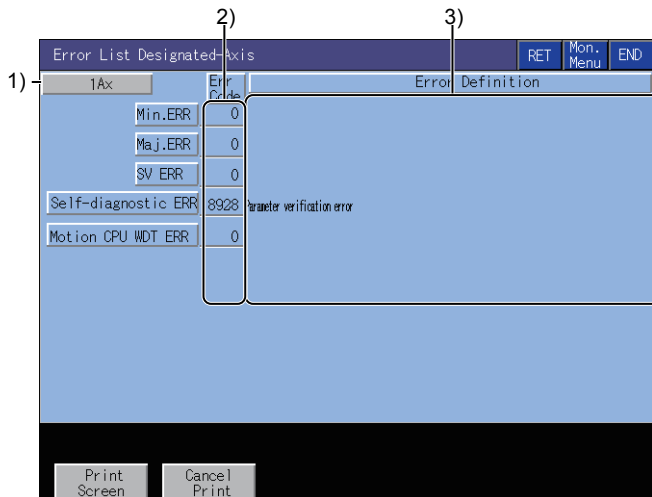 2)
3)
Error List Designated-Axis
RET
Mon.
Menu
END
1)
1Ax
Err
Code
Error Definition
Min.ERR
0
Maj.ERR
0
SV ERR
0
Self-diagnostic ERR
8928
Parameter verification error
Motion CPU WDT ERR
0
Print
Screen
Cancel
Print